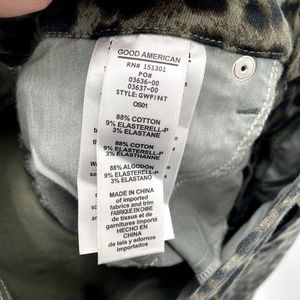 GOOD AMERICAN
RN# 151301
PO#
03636-00
03637-00
STYLE: GWP196T
OS01
88% COTTON
9% ELASTERELL-P
3% ELASTANE
88% COTON
9% ELASTERELL-P
3% ELASTHANNE
88% ALGODÓN
9% ELASTERELL-P
3% ELASTANO
MADE IN CHINA
of imported
fabrics and trim
FABRIQUÉ EN CHINE
de tissus et de
garnitures importés
HECHO EN CHINA
de tela y adornos
importados